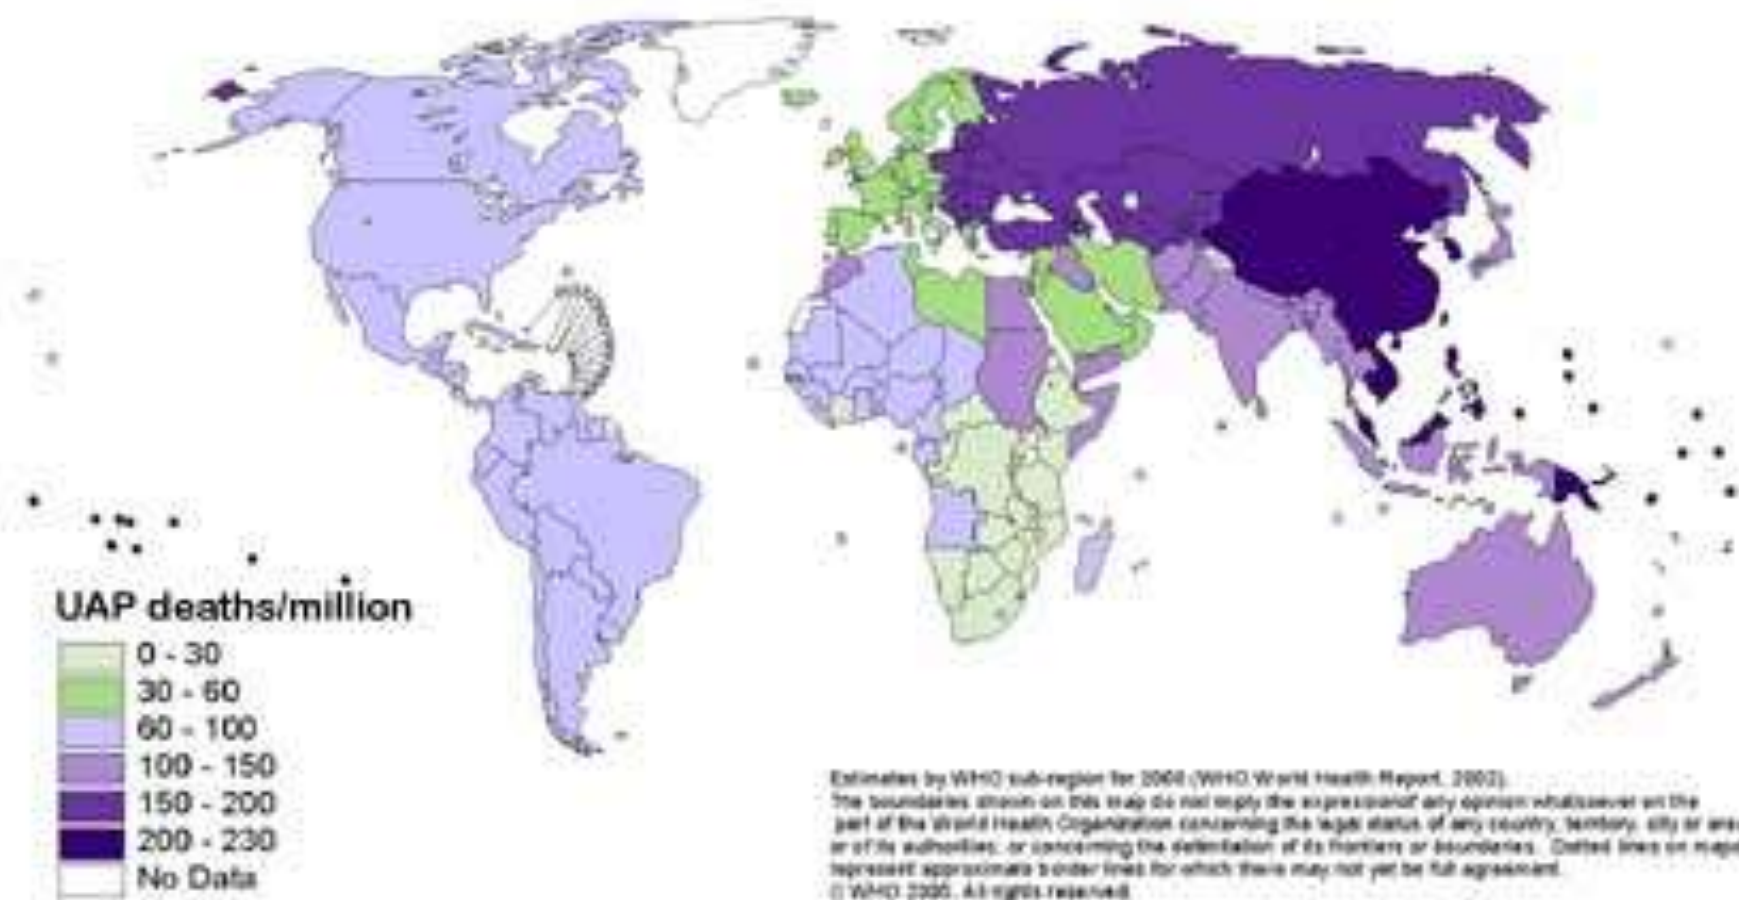 UAP deaths/million
0 - 30
30 - 60
60 - 100
100 - 150
150 - 200
200 - 230
No Data
Estimates by WHO sub-region for 2000 (WHO World Health Report, 2002).
The boundaries shown on this map do not imply the expression of any opinion whatsoever on the
part of the World Health Organization concerning the legal status of any country, territory, city or area
or of its authorities, or concerning the delimitation of its frontiers or boundaries. Dotted lines on maps
represent approximate border lines for which there may not yet be full agreement.
© WHO 2005. All rights reserved.